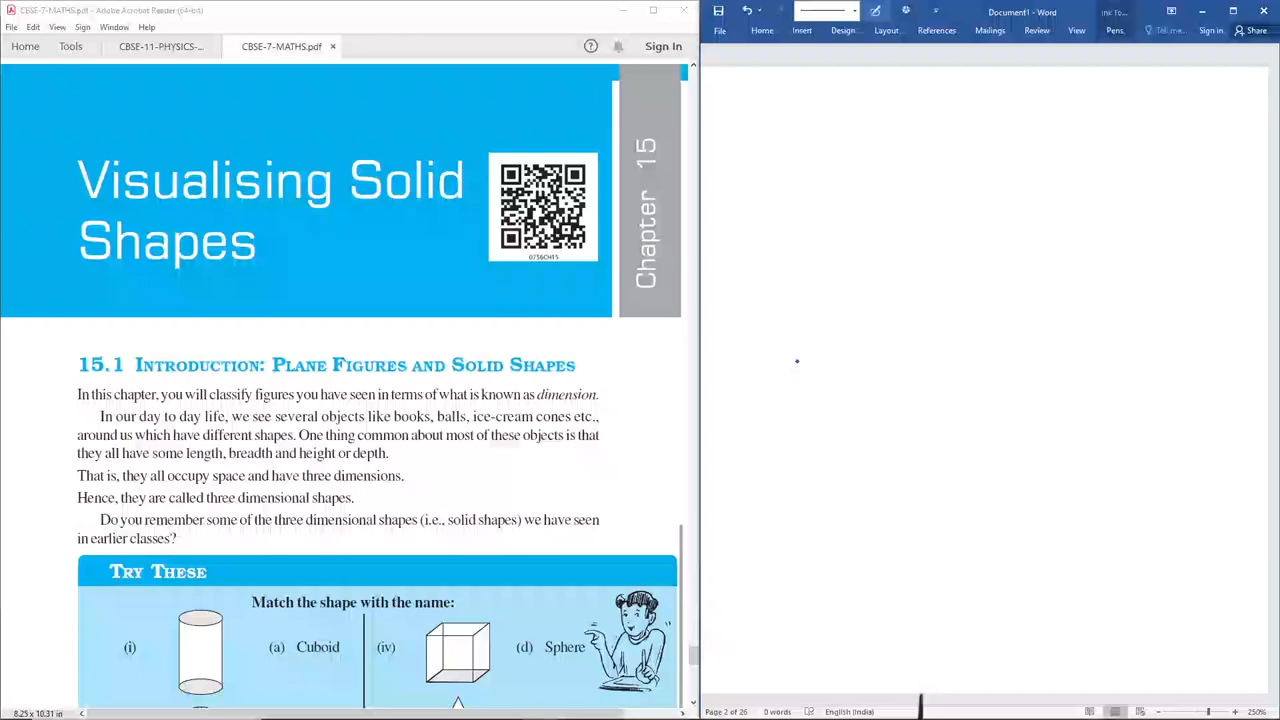 CBSE-7-MATHS.pdf - Adobe Acrobat Reader (64-bit)
File Edit View Sign Window Help
Home Tools CBSE-11-PHYSICS-... CBSE-7-MATHS.pdf × Sign In
Visualising Solid
Shapes
0756CH15
Chapter 15
15.1 Introduction: Plane Figures and Solid Shapes
In this chapter, you will classify figures you have seen in terms of what is known as dimension.
In our day to day life, we see several objects like books, balls, ice-cream cones etc.,
around us which have different shapes. One thing common about most of these objects is that
they all have some length, breadth and height or depth.
That is, they all occupy space and have three dimensions.
Hence, they are called three dimensional shapes.
Do you remember some of the three dimensional shapes (i.e., solid shapes) we have seen
in earlier classes?
Try These
Match the shape with the name:
(i) (a) Cuboid (iv) (d) Sphere
8.25 x 10.31 in
Document1 - Word
Ink To...
File Home Insert Design... Layout... References Mailings Review View Pens Tell me... Sign in Share
Page 2 of 26 0 words English (India) 250%